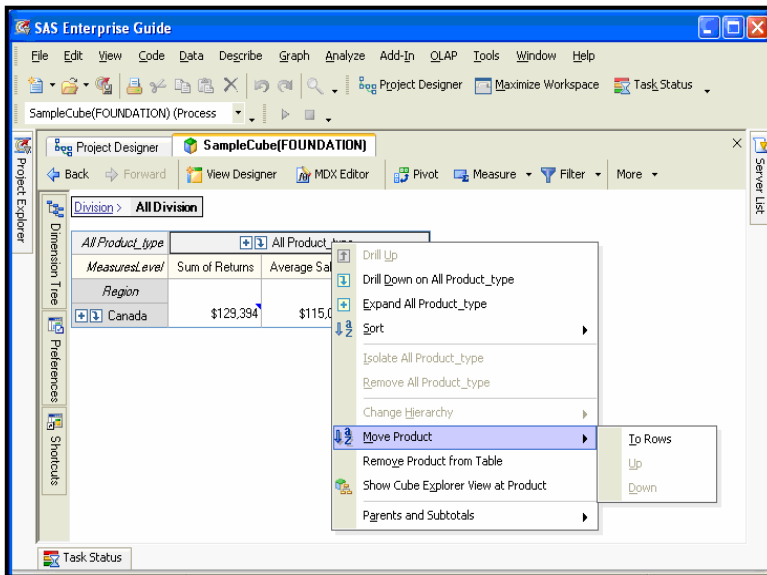 SAS Enterprise Guide
File Edit View Code Data Describe Graph Analyze Add-In OLAP Tools Window Help
Project Designer Maximize Workspace Task Status
SampleCube(FOUNDATION) (Process
Project Explorer
Project Designer SampleCube(FOUNDATION)
Server List
Back Forward View Designer MDX Editor Pivot Measure Filter More
Dimension Tree
Division > All Division
All Product_type All Product_type
MeasuresLevel Sum of Returns Average Sal
Region
Canada $129,394 $115,0
Preferences
Shortcuts
Drill Up
Drill Down on All Product_type
Expand All Product_type
Sort
Isolate All Product_type
Remove All Product_type
Change Hierarchy
Move Product
To Rows
Up
Down
Remove Product from Table
Show Cube Explorer View at Product
Parents and Subtotals
Task Status